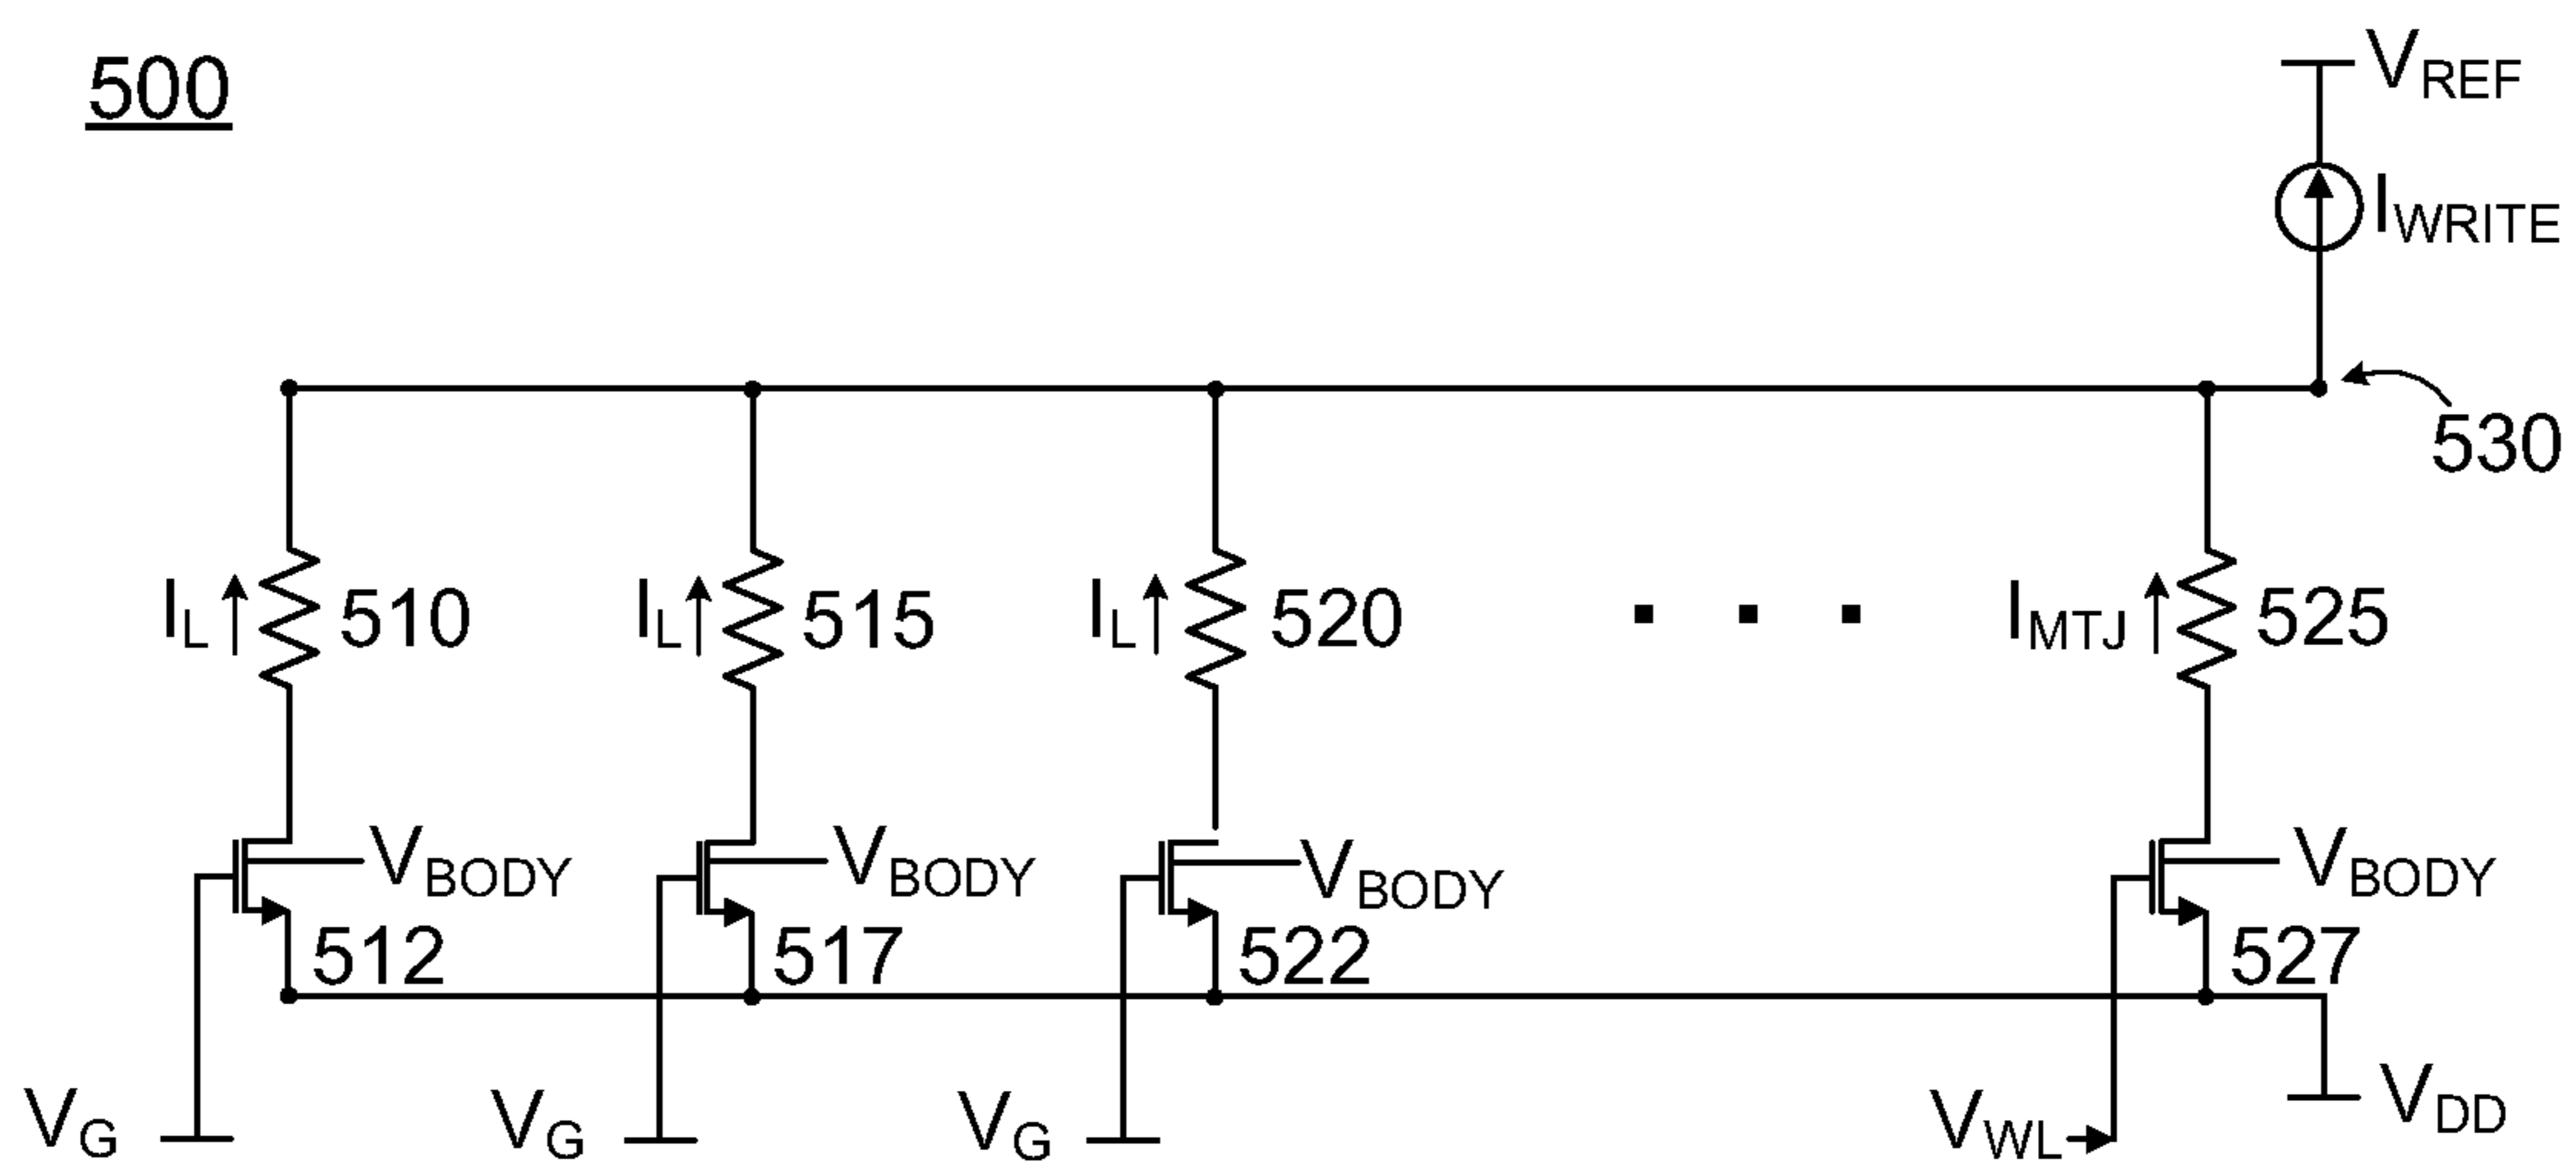 500
VREF
IWRITE
530
IL 510
IL 515
IL 520
IMTJ 525
VBODY
VBODY
VBODY
VBODY
512
517
522
527
VG
VG
VG
VWL
VDD